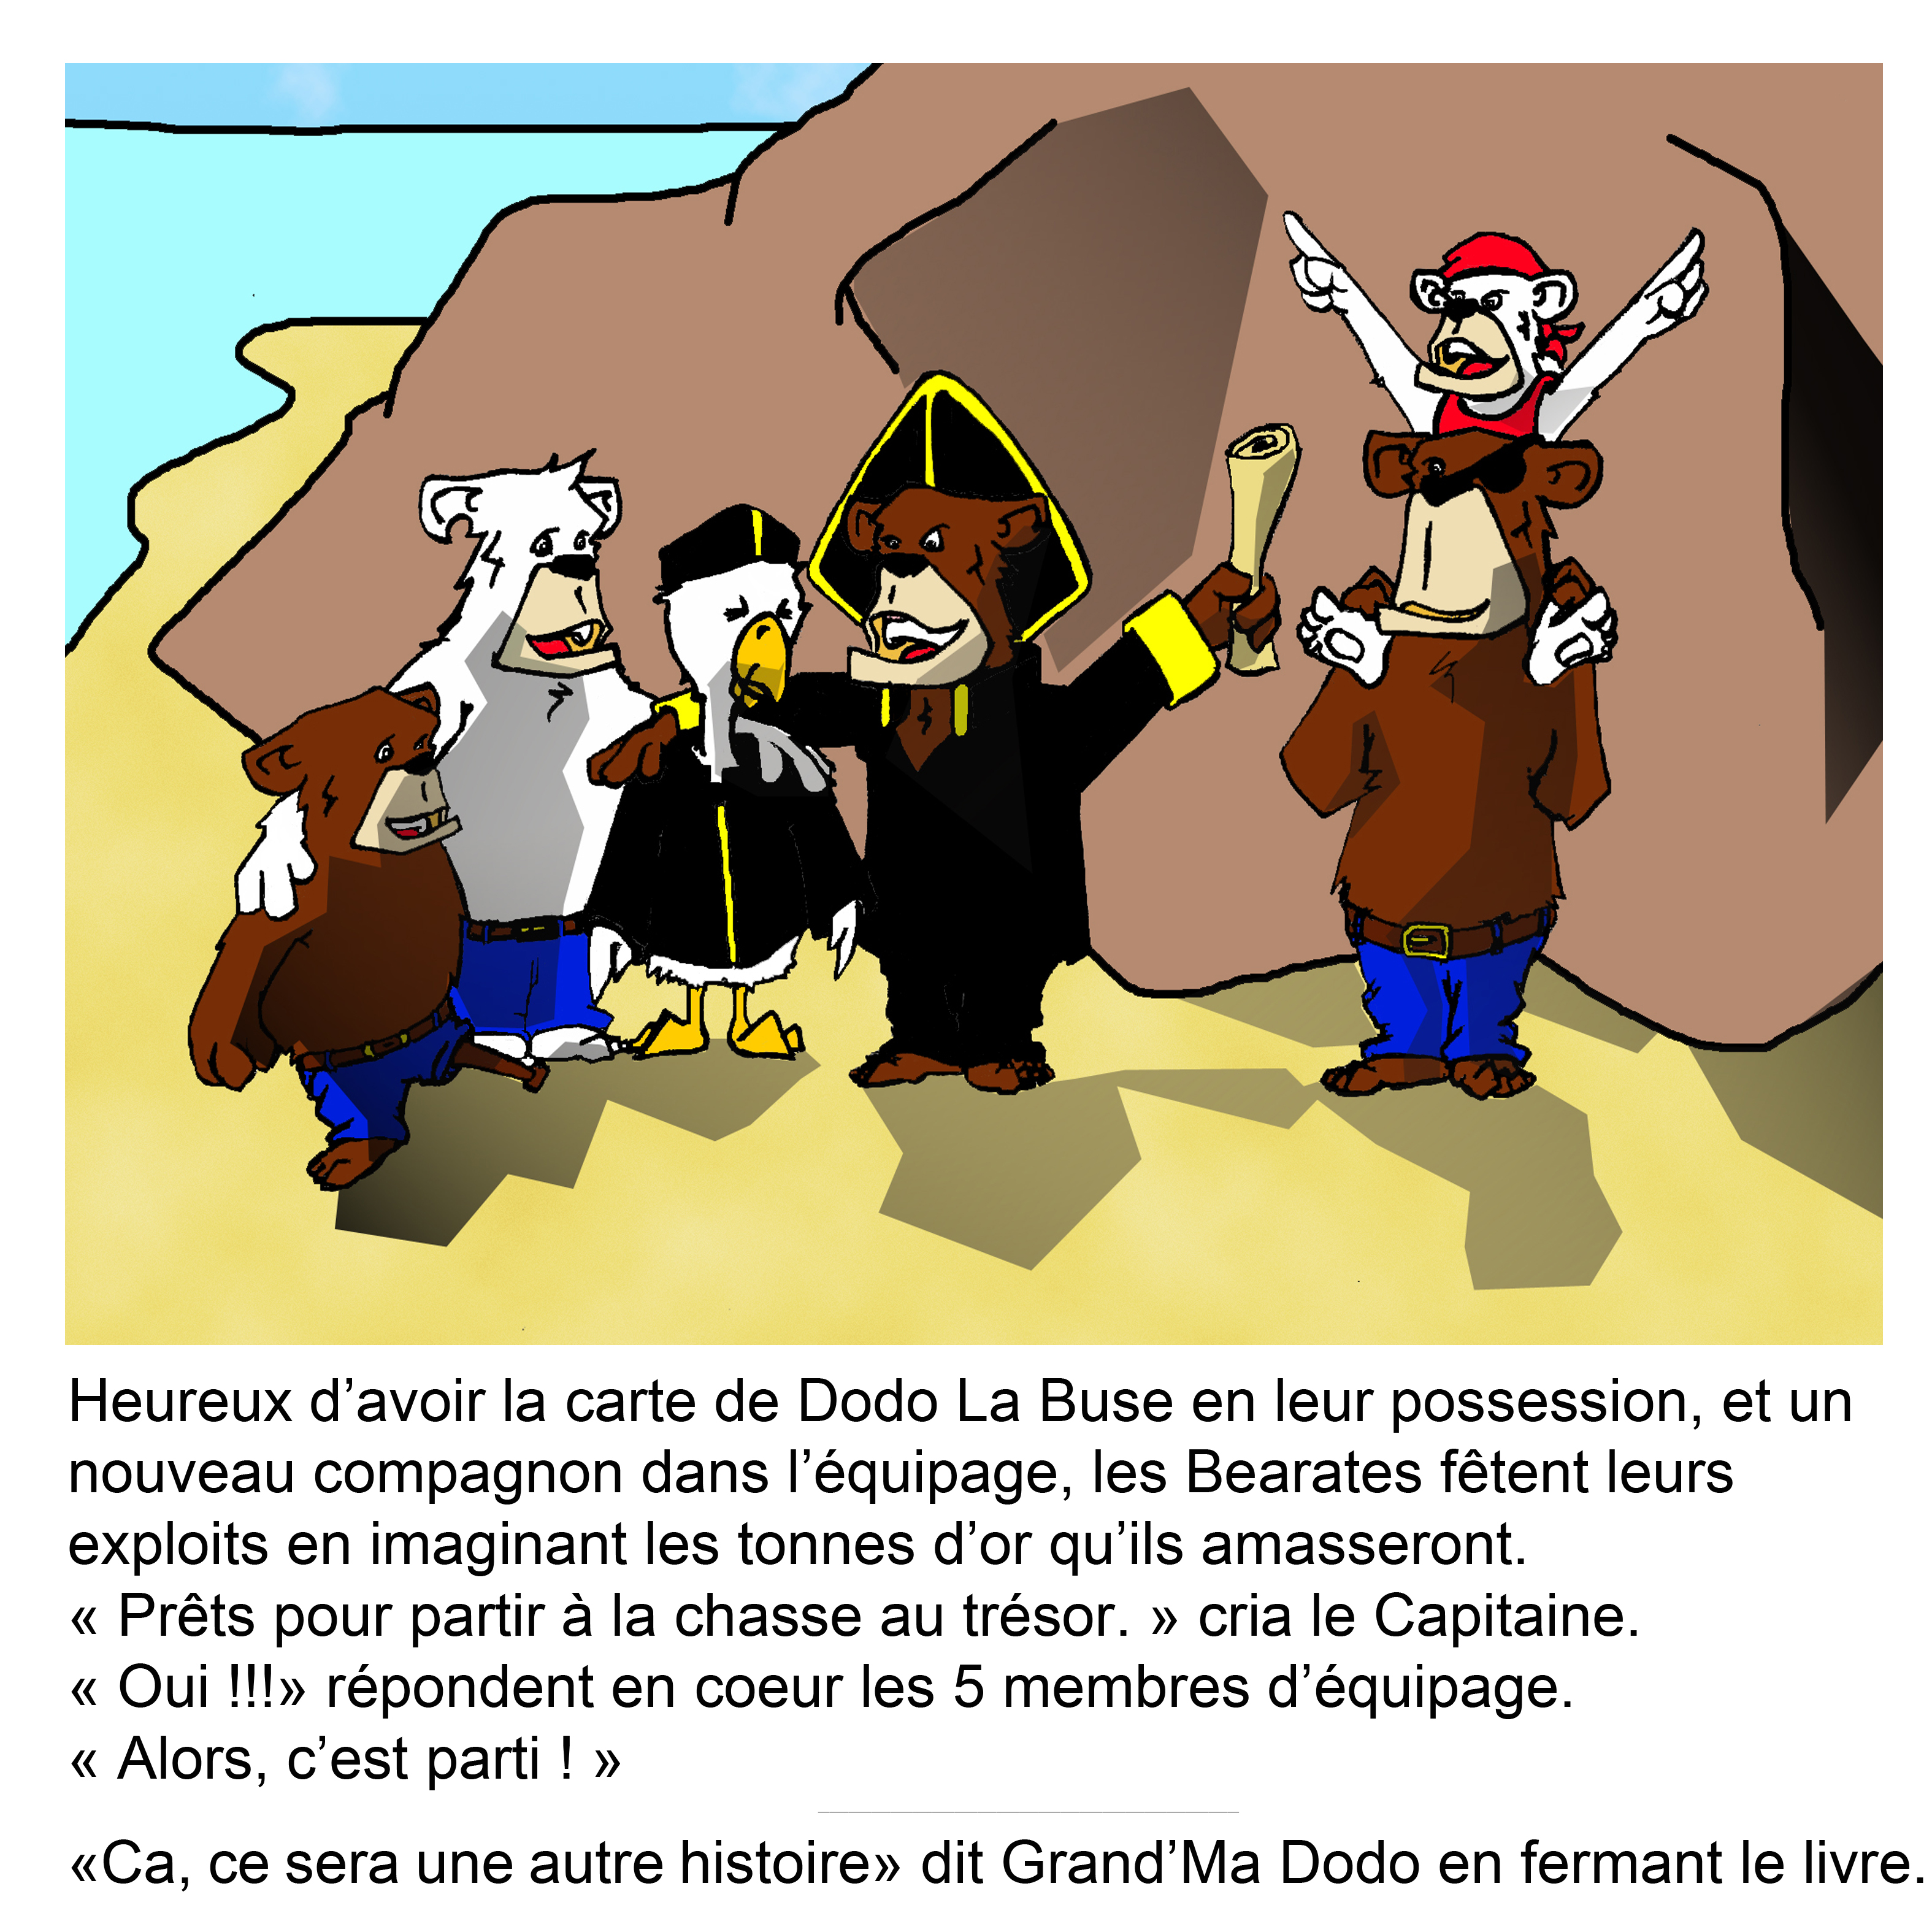 Heureux d’avoir la carte de Dodo La Buse en leur possession, et un
nouveau compagnon dans l’équipage, les Bearates fêtent leurs
exploits en imaginant les tonnes d’or qu’ils amasseront.
« Prêts pour partir à la chasse au trésor. » cria le Capitaine.
« Oui !!!» répondent en coeur les 5 membres d’équipage.
« Alors, c’est parti ! »
«Ca, ce sera une autre histoire» dit Grand’Ma Dodo en fermant le livre.